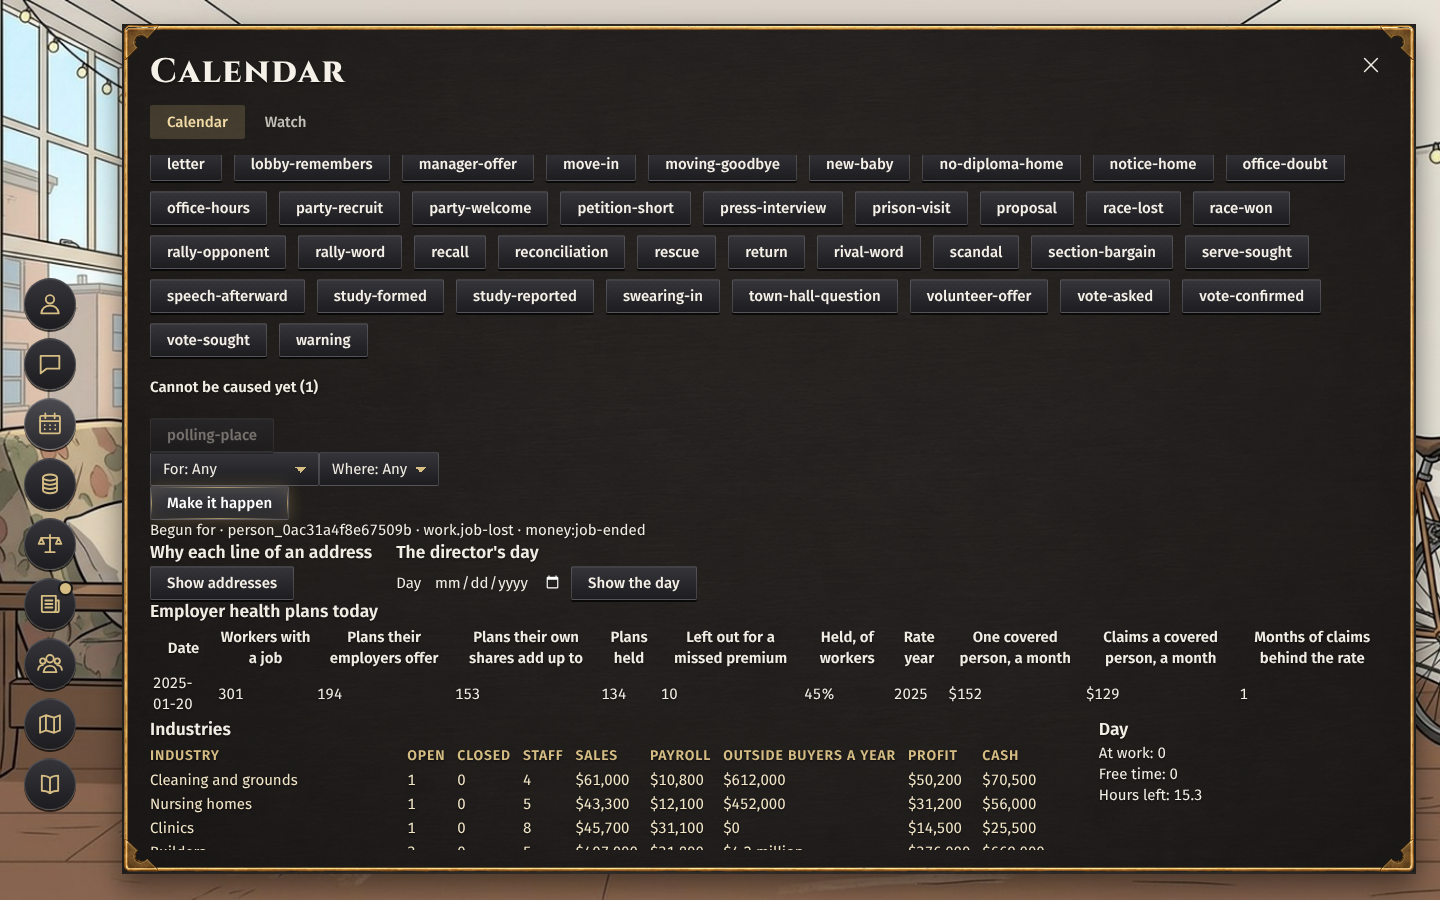 Calendar
Calendar Watch
letter lobby-remembers manager-offer move-in moving-goodbye new-baby no-diploma-home notice-home office-doubt
office-hours party-recruit party-welcome petition-short press-interview prison-visit proposal race-lost race-won
rally-opponent rally-word recall reconciliation rescue return rival-word scandal section-bargain serve-sought
speech-afterward study-formed study-reported swearing-in town-hall-question volunteer-offer vote-asked vote-confirmed
vote-sought warning
Cannot be caused yet (1)
polling-place
For: Any Where: Any
Make it happen
Begun for · person_0ac31a4f8e67509b · work.job-lost · money:job-ended
Why each line of an address The director's day
Show addresses Day mm/dd/yyyy Show the day
Employer health plans today
Date Workers with a job Plans their employers offer Plans their own shares add up to Plans held Left out for a missed premium Held, of workers Rate year One covered person, a month Claims a covered person, a month Months of claims behind the rate
2025-01-20 301 194 153 134 10 45% 2025 $152 $129 1
Industries
INDUSTRY OPEN CLOSED STAFF SALES PAYROLL OUTSIDE BUYERS A YEAR PROFIT CASH
Cleaning and grounds 1 0 4 $61,000 $10,800 $612,000 $50,200 $70,500
Nursing homes 1 0 5 $43,300 $12,100 $452,000 $31,200 $56,000
Clinics 1 0 8 $45,700 $31,100 $0 $14,500 $25,500
Builders
Day
At work: 0
Free time: 0
Hours left: 15.3